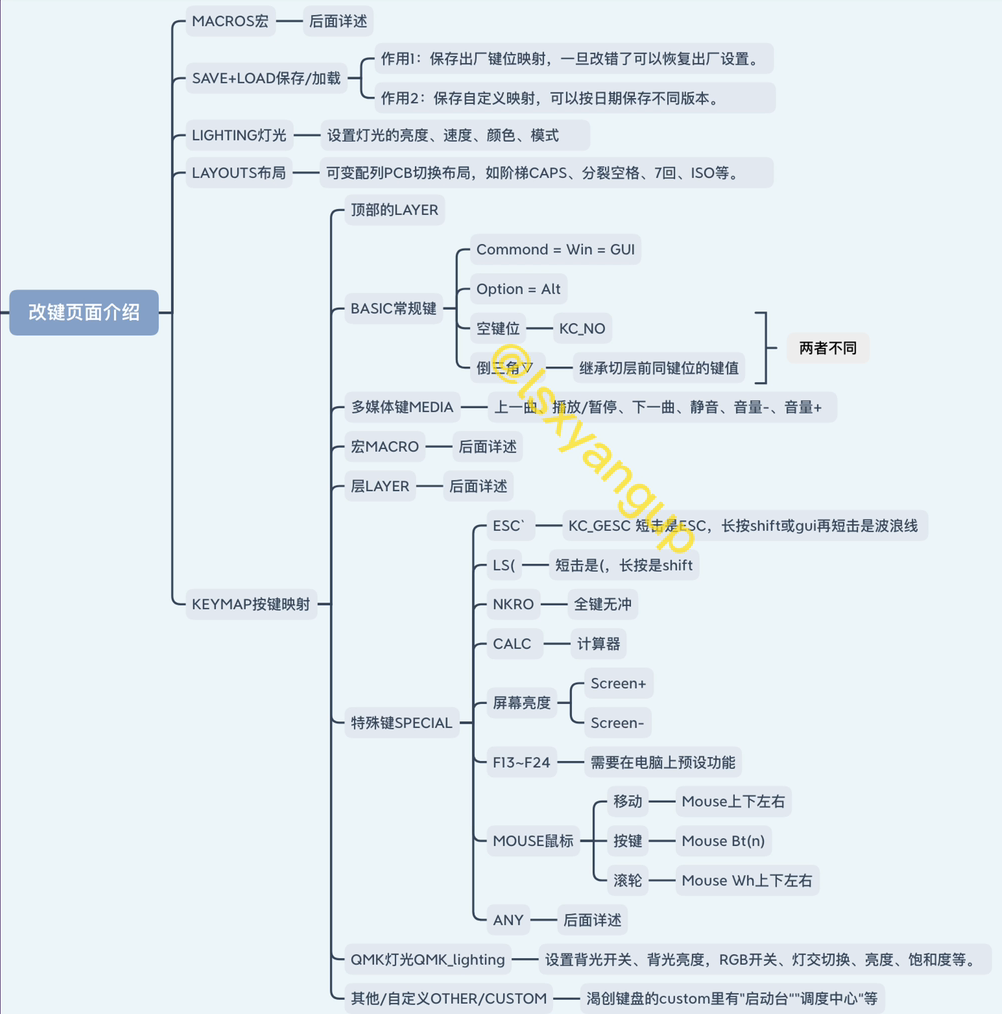 MACROS宏
后面详述
SAVE+LOAD保存/加载
作用1：保存出厂键位映射，一旦改错了可以恢复出厂设置。
作用2：保存自定义映射，可以按日期保存不同版本。
LIGHTING灯光
设置灯光的亮度、速度、颜色、模式
LAYOUTS布局
可变配列PCB切换布局，如阶梯CAPS、分裂空格、7回、ISO等。
改键页面介绍
KEYMAP按键映射
顶部的LAYER
BASIC常规键
Commond = Win = GUI
Option = Alt
空键位
KC_NO
倒三角▽
继承切层前同键位的键值
两者不同
多媒体键MEDIA
上一曲、播放/暂停、下一曲、静音、音量-、音量+
宏MACRO
后面详述
层LAYER
后面详述
特殊键SPECIAL
ESC`
KC_GESC 短击是ESC，长按shift或gui再短击是波浪线
LS(
短击是(，长按是shift
NKRO
全键无冲
CALC
计算器
屏幕亮度
Screen+
Screen-
F13~F24
需要在电脑上预设功能
MOUSE鼠标
移动
Mouse上下左右
按键
Mouse Bt(n)
滚轮
Mouse Wh上下左右
ANY
后面详述
QMK灯光QMK_lighting
设置背光开关、背光亮度，RGB开关、灯交切换、亮度、饱和度等。
其他/自定义OTHER/CUSTOM
渴创键盘的custom里有"启动台""调度中心"等
@lsxyangup